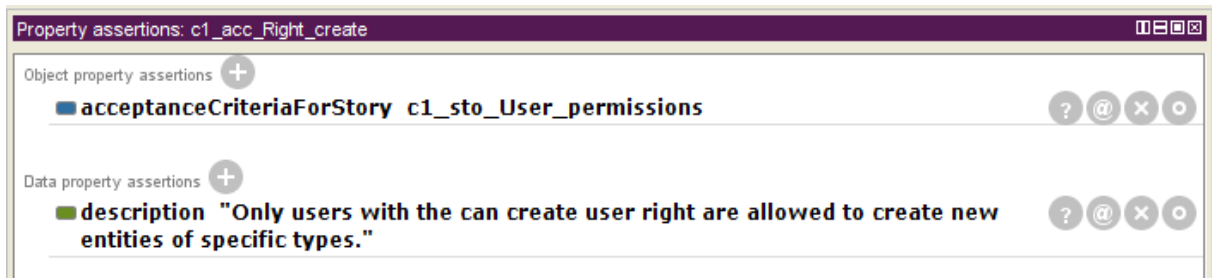 Property assertions: c1_acc_Right_create
Object property assertions
acceptanceCriteriaForStory c1_sto_User_permissions
? @
Data property assertions
description "Only users with the can create user right are allowed to create new
? @
entities of specific types."